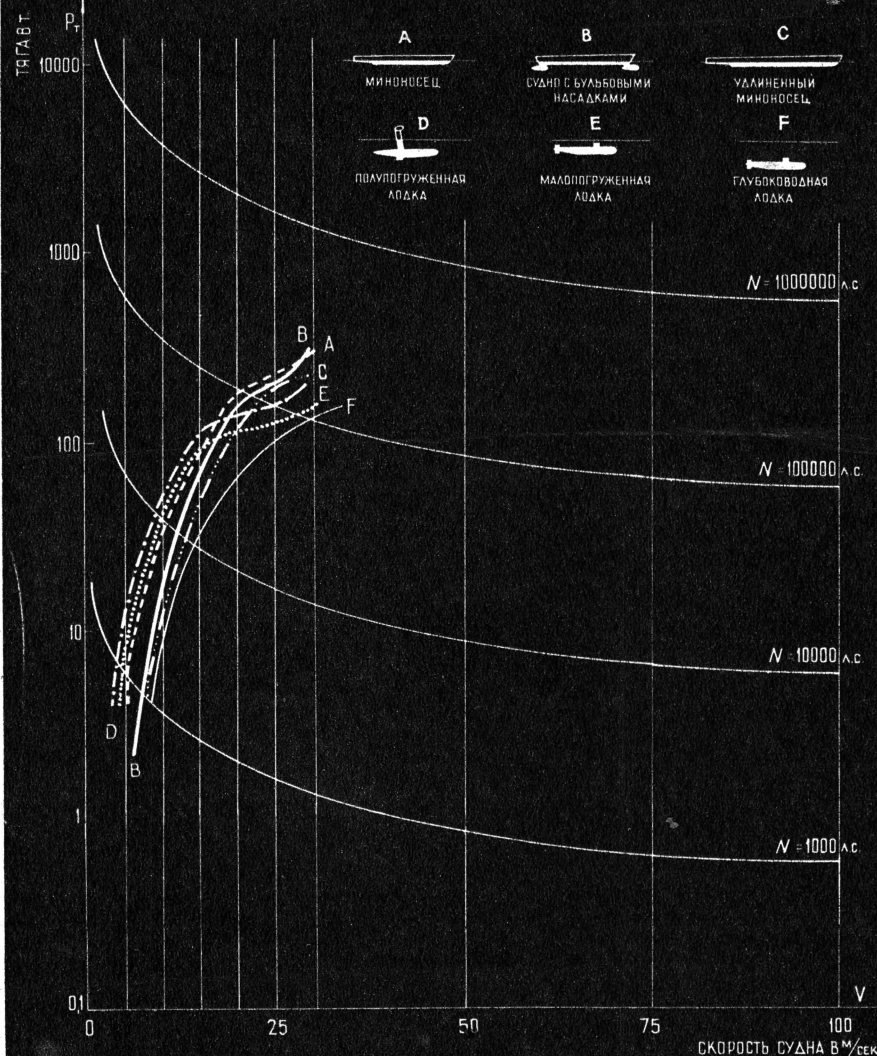 ТЯГА В Т.
Pт
A
B
C
МИНОНОСЕЦ
СУДНО С БУЛЬБОВЫМИ
НАСАДКАМИ
УДЛИНЕННЫЙ
МИНОНОСЕЦ
D
E
F
ПОЛУПОГРУЖЕННАЯ
ЛОДКА
МАЛОПОГРУЖЕННАЯ
ЛОДКА
ГЛУБОКОВОДНАЯ
ЛОДКА
10000
1000
N = 1000000 л.с
B
A
C
E
F
100
N = 100000 л.с.
10
N = 10000 л.с.
D
B
1
N = 1000 л.с.
0,1
V
0
25
50
75
100
СКОРОСТЬ СУДНА В М/СЕК